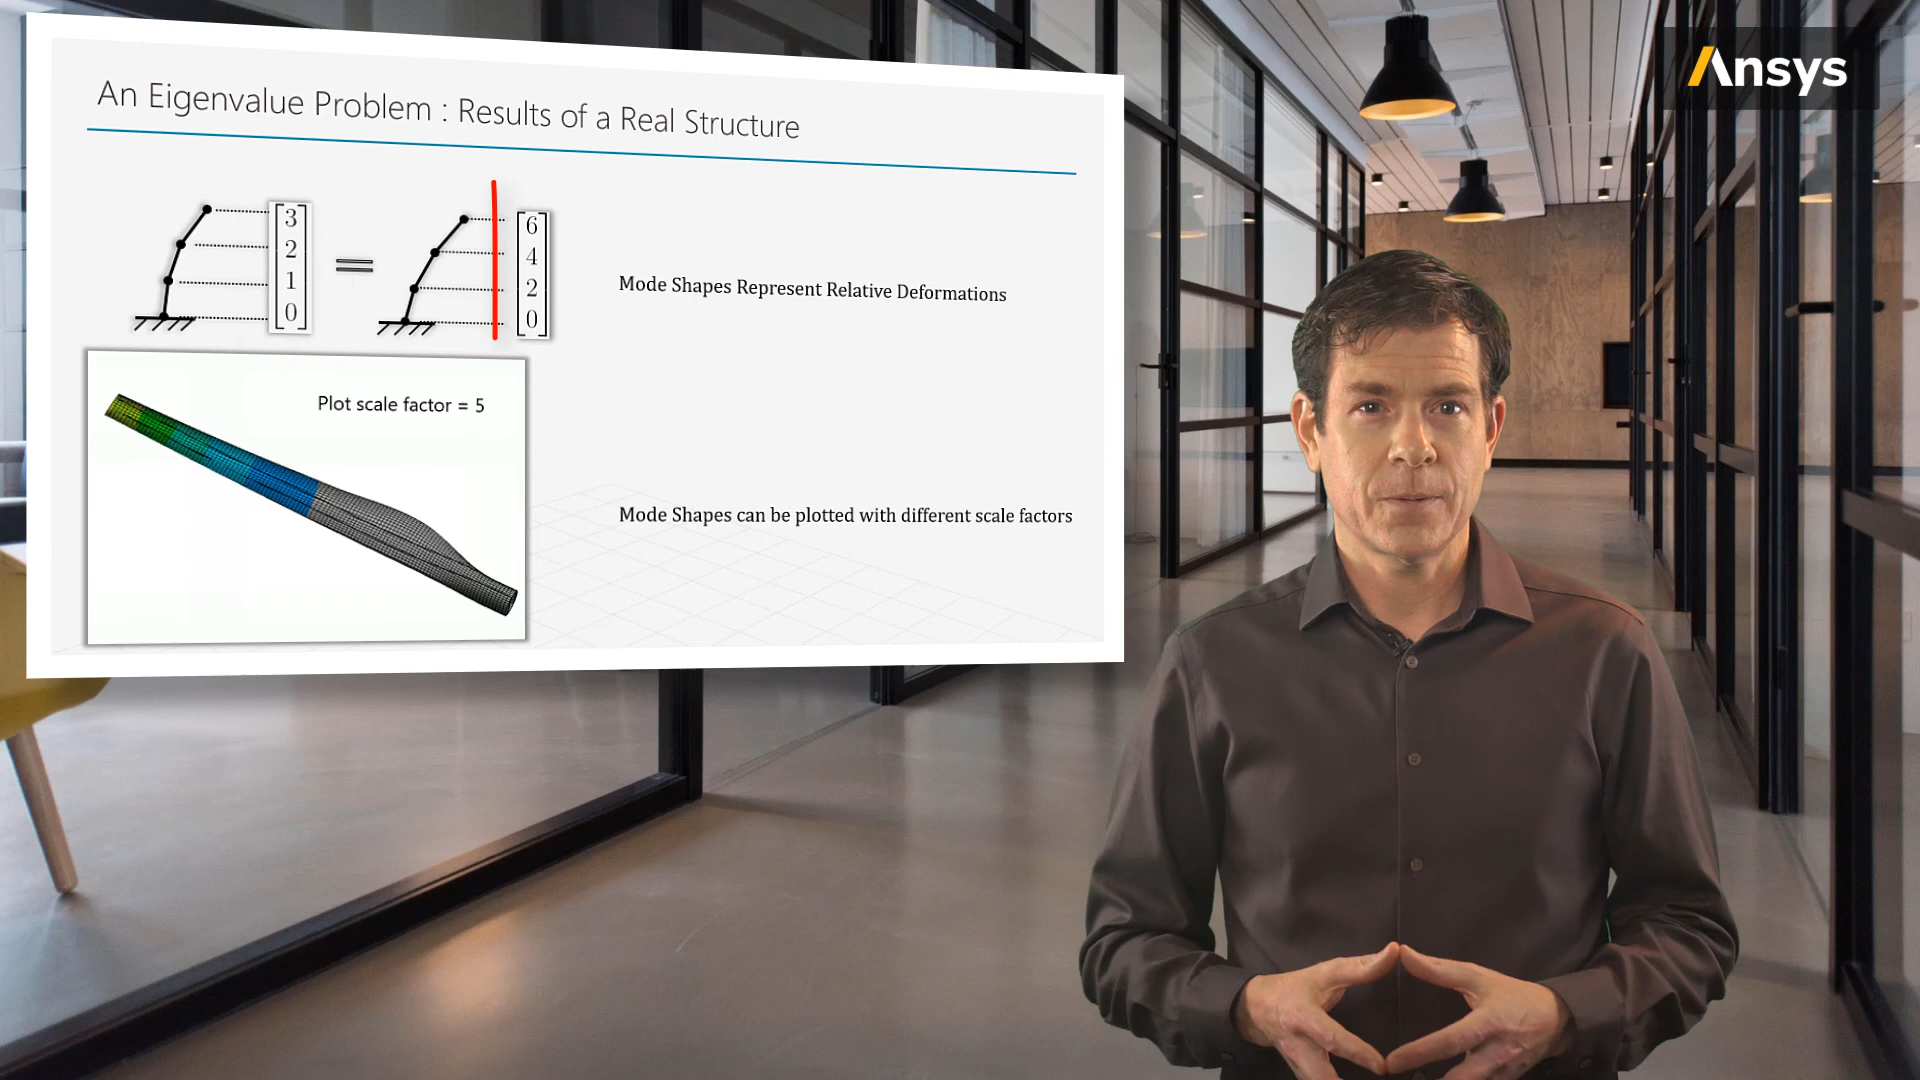 An Eigenvalue Problem : Results of a Real Structure
3
2
1
0
=
6
4
2
0
Mode Shapes Represent Relative Deformations
Plot scale factor = 5
Mode Shapes can be plotted with different scale factors
Ansys